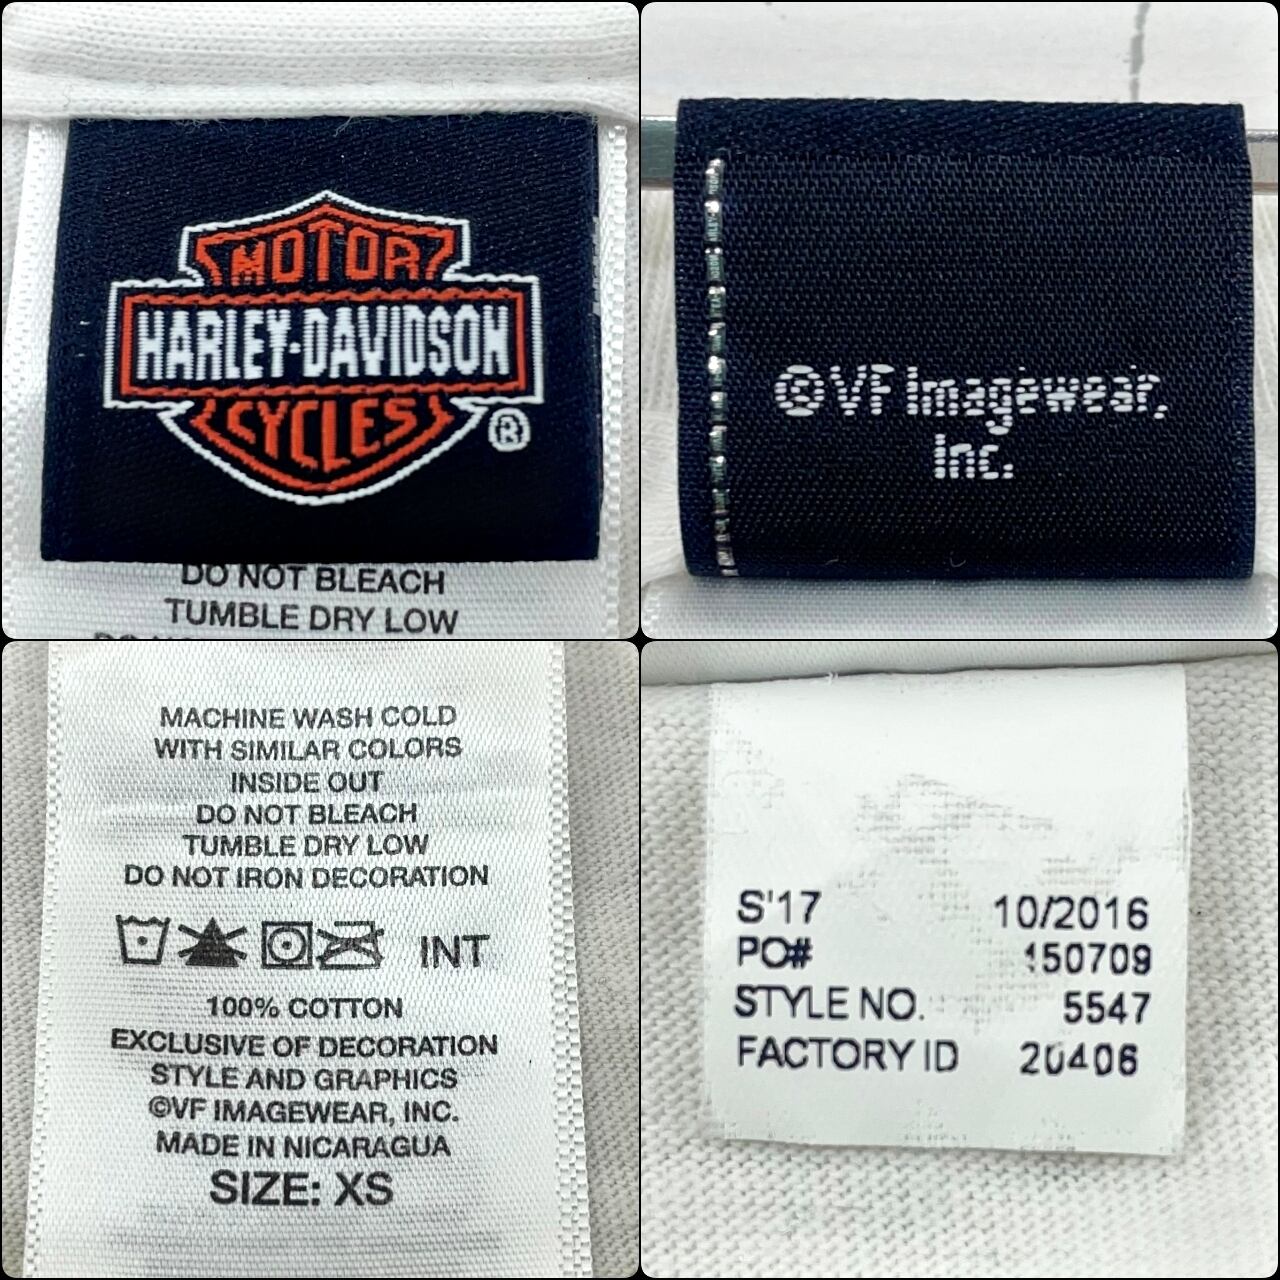 MOTOR
HARLEY-DAVIDSON
CYCLES
®
DO NOT BLEACH
TUMBLE DRY LOW
©VF Imagewear,
Inc.
MACHINE WASH COLD
WITH SIMILAR COLORS
INSIDE OUT
DO NOT BLEACH
TUMBLE DRY LOW
DO NOT IRON DECORATION
INT
100% COTTON
EXCLUSIVE OF DECORATION
STYLE AND GRAPHICS
©VF IMAGEWEAR, INC.
MADE IN NICARAGUA
SIZE: XS
S'17 10/2016
PO# 150709
STYLE NO. 5547
FACTORY ID 20406